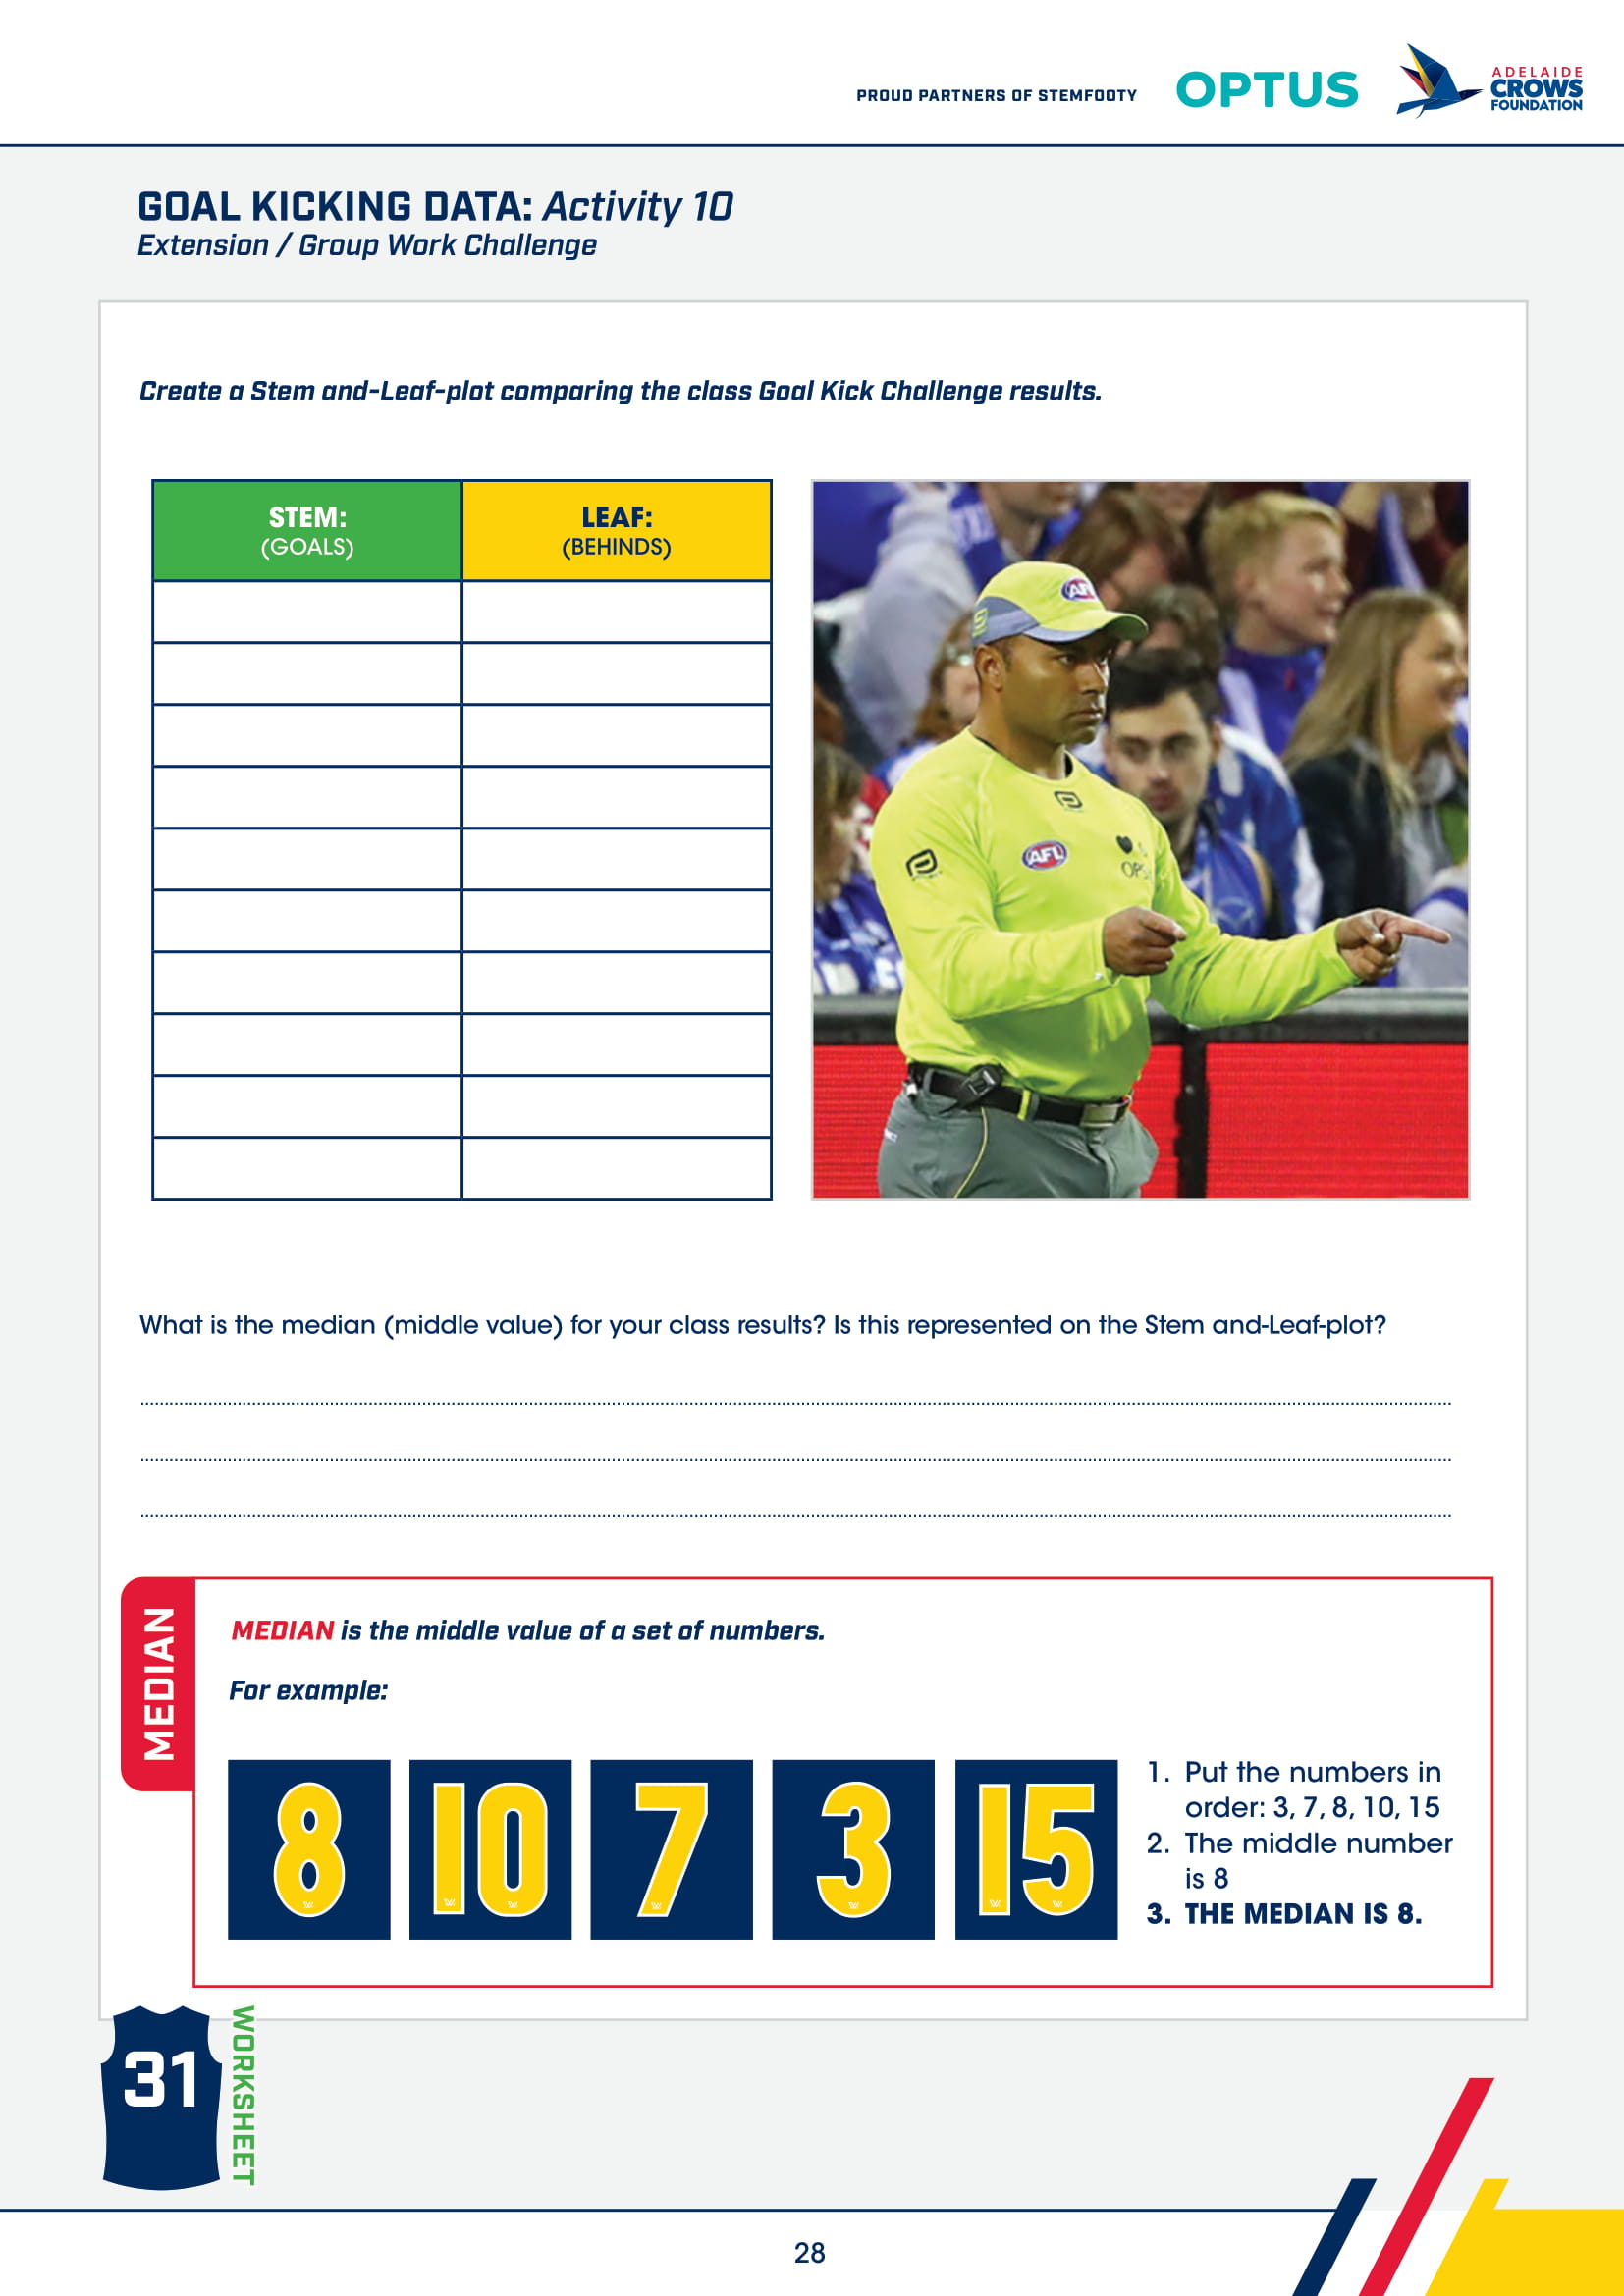 PROUD PARTNERS OF STEMFOOTY
OPTUS
ADELAIDE
CROWS
FOUNDATION
GOAL KICKING DATA: Activity 10
Extension / Group Work Challenge
Create a Stem and-Leaf-plot comparing the class Goal Kick Challenge results.
STEM:
(GOALS)
LEAF:
(BEHINDS)
AFL
What is the median (middle value) for your class results? Is this represented on the Stem and-Leaf-plot?
MEDIAN
MEDIAN is the middle value of a set of numbers.
For example:
8 10 7 3 15
1. Put the numbers in
order: 3, 7, 8, 10, 15
2. The middle number
is 8
3. THE MEDIAN IS 8.
31
WORKSHEET
28